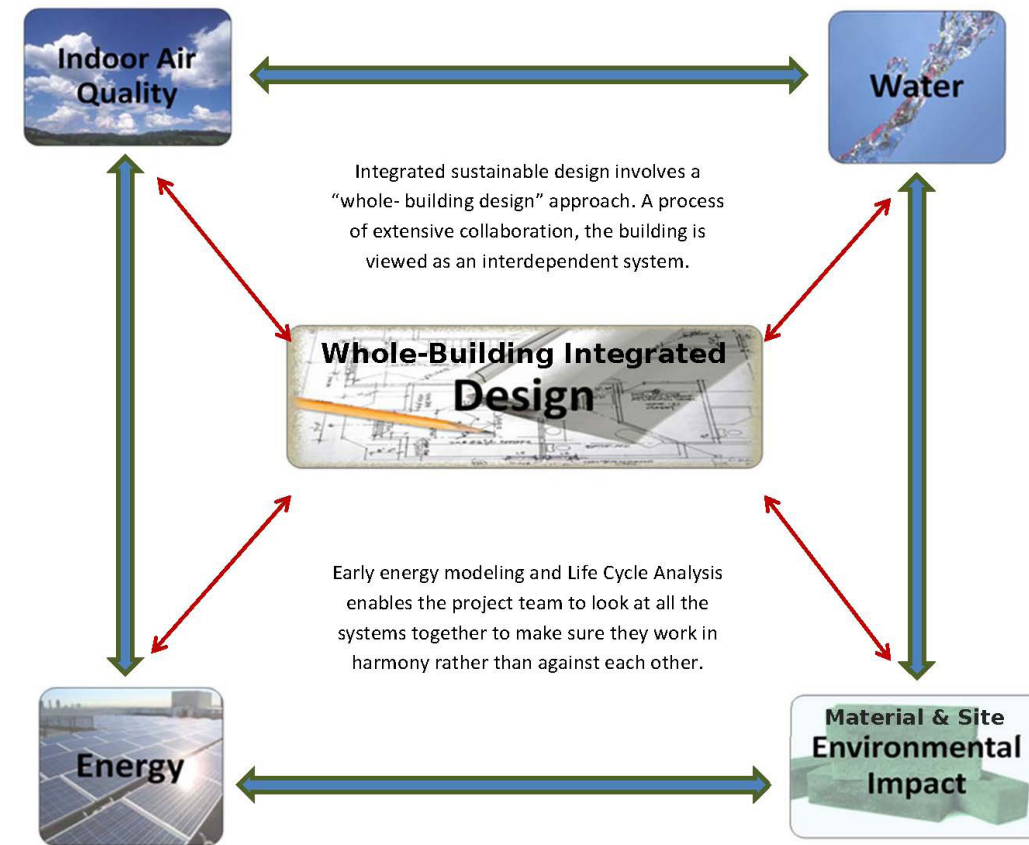 Indoor Air
Quality
Water
Integrated sustainable design involves a
“whole- building design” approach. A process
of extensive collaboration, the building is
viewed as an interdependent system.
Whole-Building Integrated
Design
Early energy modeling and Life Cycle Analysis
enables the project team to look at all the
systems together to make sure they work in
harmony rather than against each other.
Energy
Material & Site
Environmental
Impact